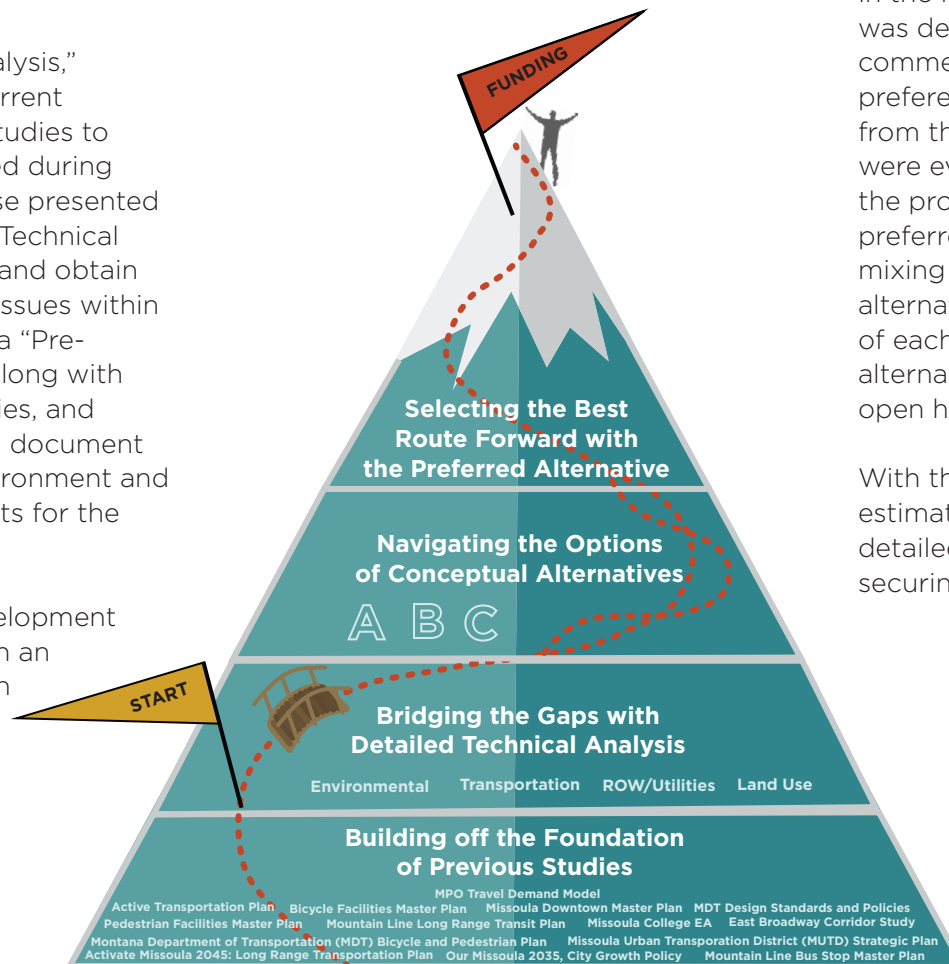 alysis,”
rrent
tudies to
ed during
se presented
Technical
and obtain
issues within
a “Pre-
long with
ies, and
document
ronment and
ts for the
elopment
n an
n
FUNDING
Selecting the Best
Route Forward with
the Preferred Alternative
Navigating the Options
of Conceptual Alternatives
A B C
START
Bridging the Gaps with
Detailed Technical Analysis
Environmental Transportation ROW/Utilities Land Use
Building off the Foundation
of Previous Studies
MPO Travel Demand Model
Active Transportation Plan Bicycle Facilities Master Plan Missoula Downtown Master Plan MDT Design Standards and Policies
Pedestrian Facilities Master Plan Mountain Line Long Range Transit Plan Missoula College EA East Broadway Corridor Study
Montana Department of Transportation (MDT) Bicycle and Pedestrian Plan Missoula Urban Transporation District (MUTD) Strategic Plan
Activate Missoula 2045: Long Range Transportation Plan Our Missoula 2035, City Growth Policy Mountain Line Bus Stop Master Plan
was de
comme
prefere
from th
were ev
the pro
preferre
mixing
alterna
of each
alterna
open h
With th
estimat
detailed
securin